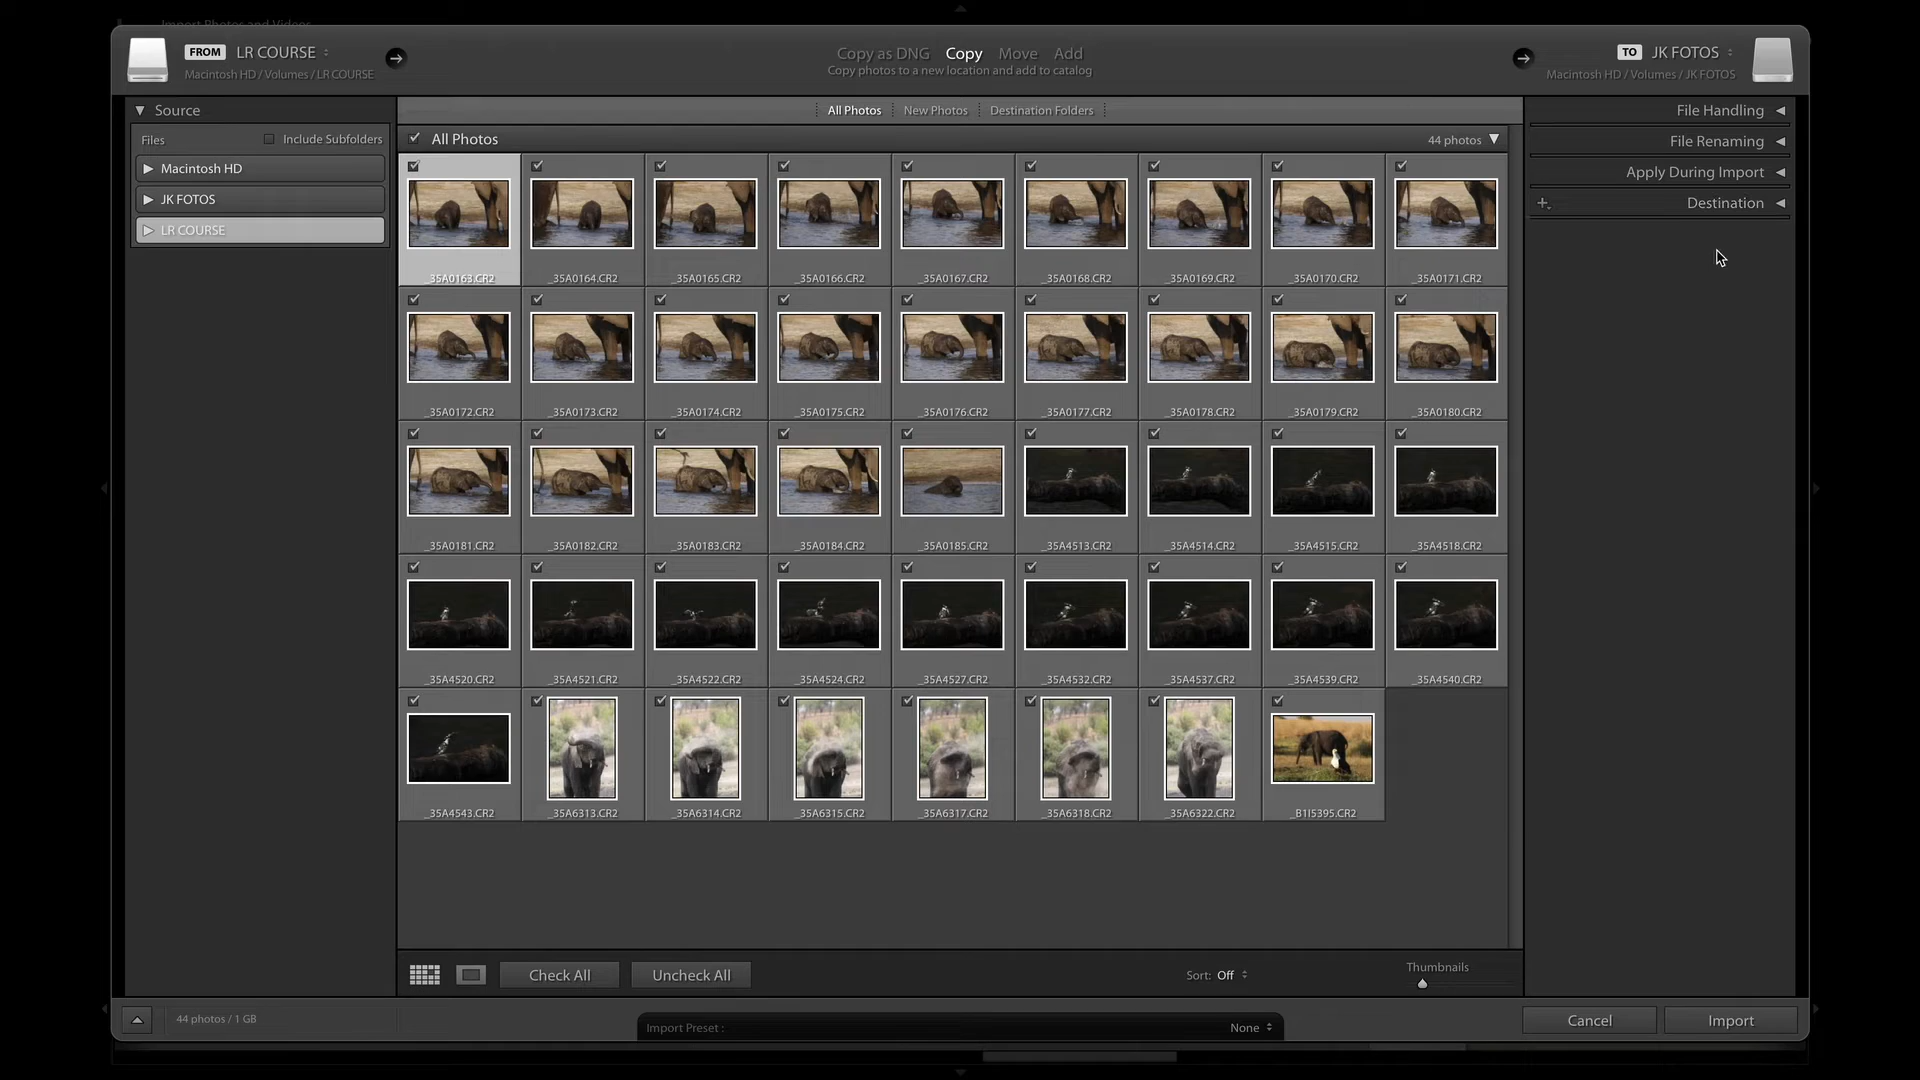 Import Photos and Videos
FROM LR COURSE
Macintosh HD / Volumes / LR COURSE
Copy as DNG Copy Move Add
Copy photos to a new location and add to catalog
TO JK FOTOS
Macintosh HD / Volumes / JK FOTOS
Source
Files Include Subfolders
Macintosh HD
JK FOTOS
LR COURSE
All Photos New Photos Destination Folders
All Photos 44 photos
_35A0163.CR2 _35A0164.CR2 _35A0165.CR2 _35A0166.CR2 _35A0167.CR2 _35A0168.CR2 _35A0169.CR2 _35A0170.CR2 _35A0171.CR2
_35A0172.CR2 _35A0173.CR2 _35A0174.CR2 _35A0175.CR2 _35A0176.CR2 _35A0177.CR2 _35A0178.CR2 _35A0179.CR2 _35A0180.CR2
_35A0181.CR2 _35A0182.CR2 _35A0183.CR2 _35A0184.CR2 _35A0185.CR2 _35A4513.CR2 _35A4514.CR2 _35A4515.CR2 _35A4518.CR2
_35A4520.CR2 _35A4521.CR2 _35A4522.CR2 _35A4524.CR2 _35A4527.CR2 _35A4532.CR2 _35A4537.CR2 _35A4539.CR2 _35A4540.CR2
_35A4543.CR2 _35A6313.CR2 _35A6314.CR2 _35A6315.CR2 _35A6317.CR2 _35A6318.CR2 _35A6322.CR2 _B1I5395.CR2
File Handling
File Renaming
Apply During Import
Destination
Check All Uncheck All Sort: Off Thumbnails
44 photos / 1 GB
Import Preset : None
Cancel Import